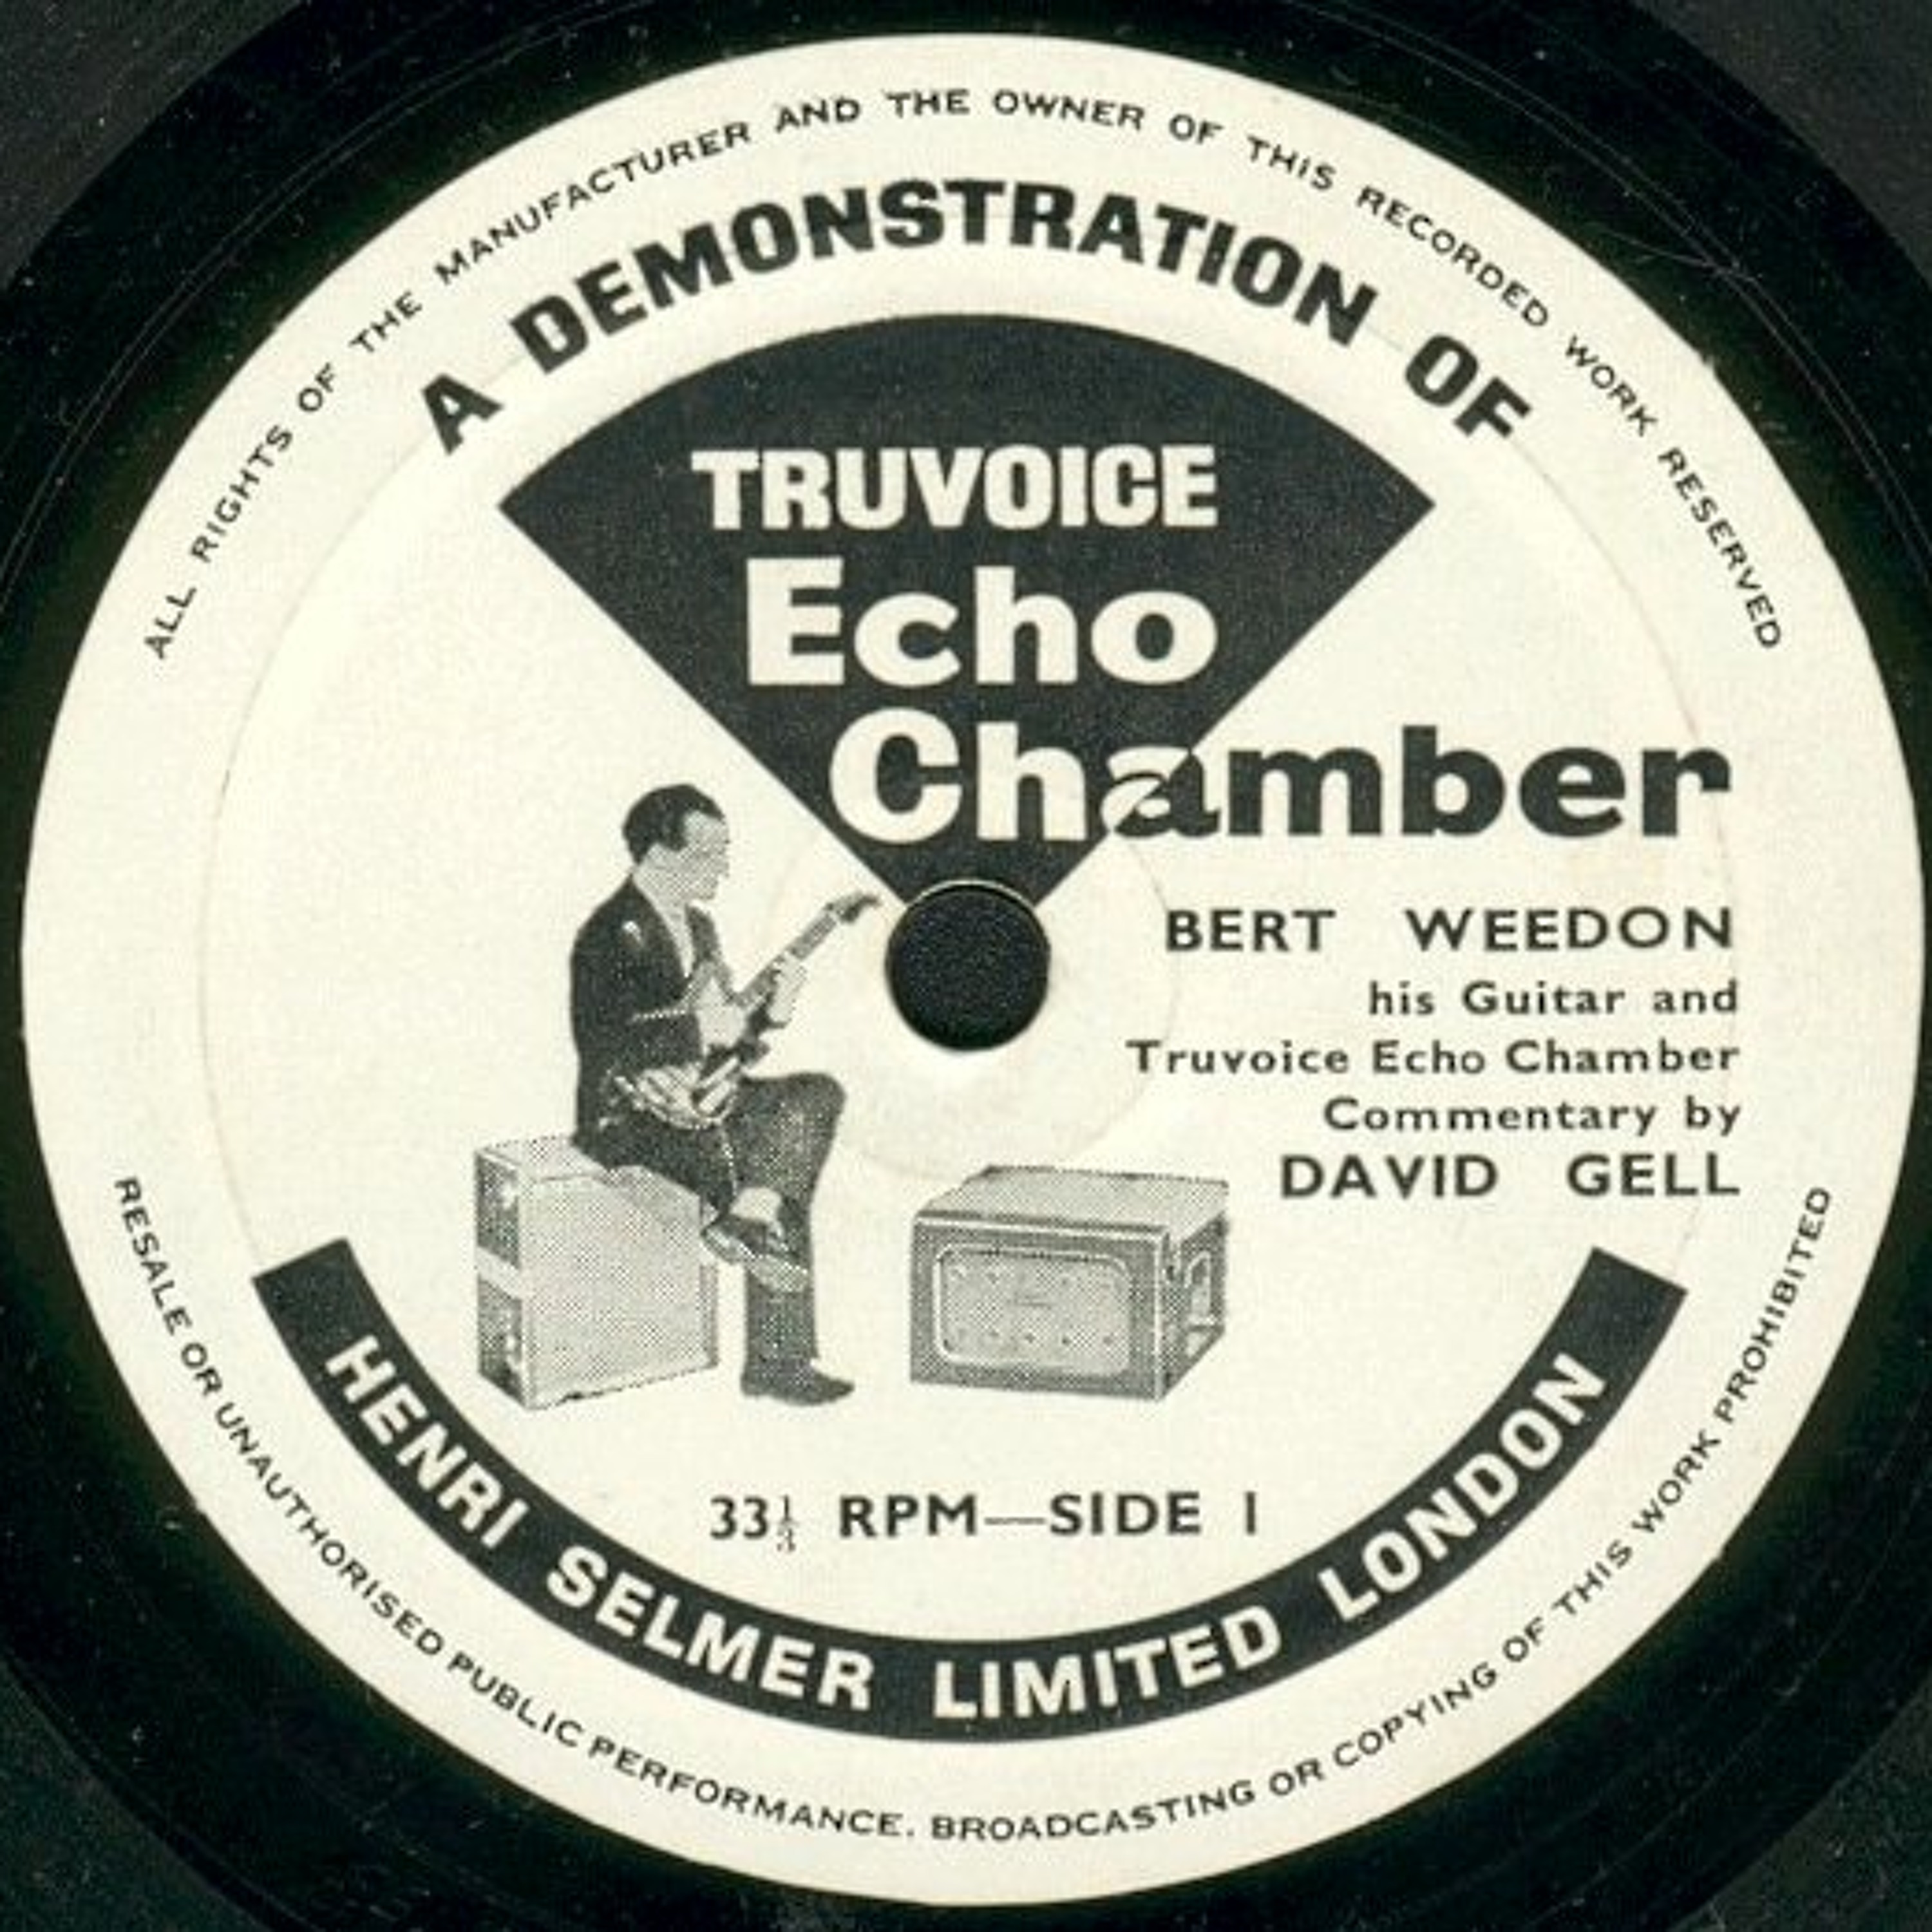 ALL RIGHTS OF THE MANUFACTURER AND THE OWNER OF THIS RECORDED WORK RESERVED
A DEMONSTRATION OF
TRUVOICE
Echo
Chamber
BERT WEEDON
his Guitar and
Truvoice Echo Chamber
Commentary by
DAVID GELL
33⅓ RPM—SIDE 1
HENRI SELMER LIMITED LONDON
RESALE OR UNAUTHORISED PUBLIC PERFORMANCE. BROADCASTING OR COPYING OF THIS WORK PROHIBITED